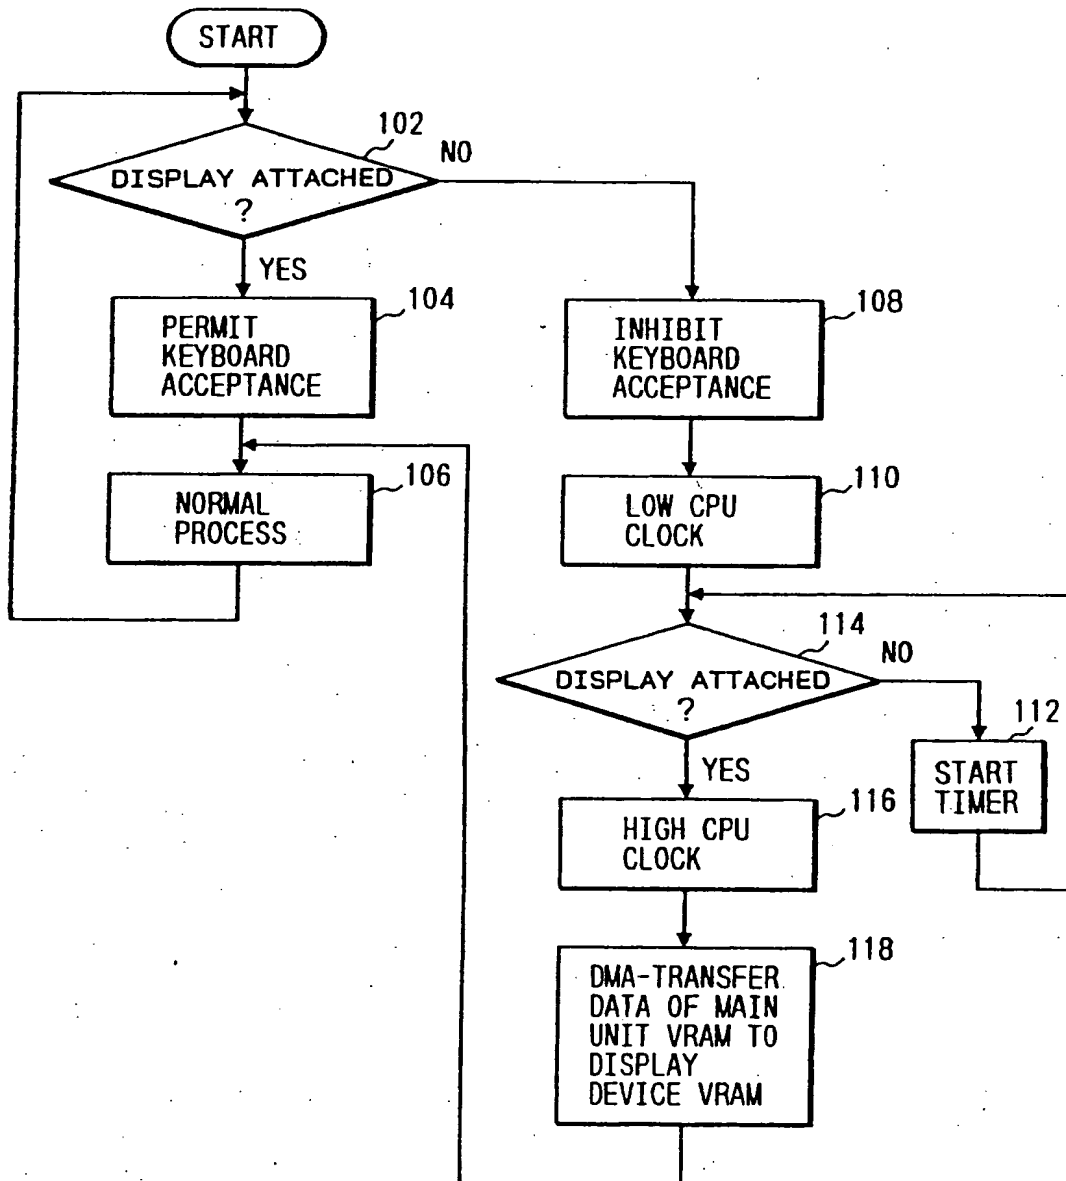 START
102
NO
DISPLAY ATTACHED
?
YES
104
PERMIT
KEYBOARD
ACCEPTANCE
106
NORMAL
PROCESS
108
INHIBIT
KEYBOARD
ACCEPTANCE
110
LOW CPU
CLOCK
114
NO
DISPLAY ATTACHED
?
112
START
TIMER
YES
116
HIGH CPU
CLOCK
118
DMA-TRANSFER
DATA OF MAIN
UNIT VRAM TO
DISPLAY
DEVICE VRAM